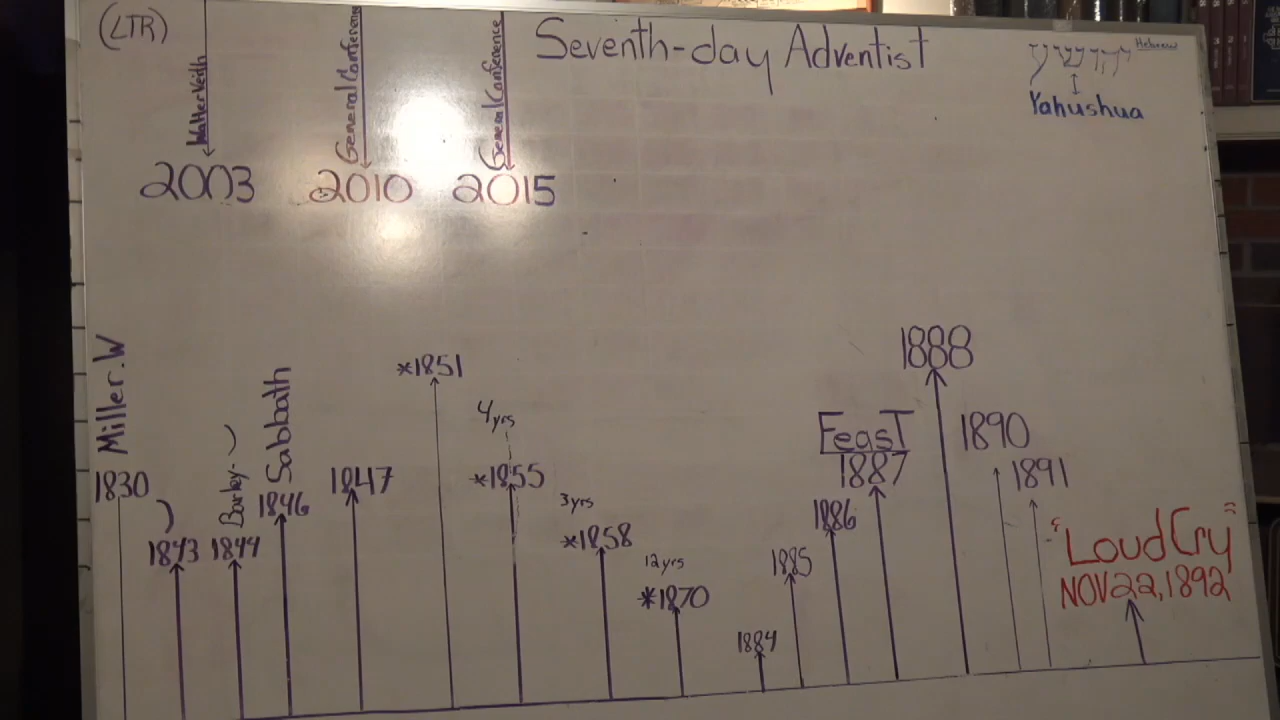 (LTR)
Walter Veith
General Conference
General Conference
Seventh-day Adventist
Hebrew
Yahushua
2003
2010
2015
Miller.W
1830
1843
Barley-
1844
Sabbath
1846
1847
*1851
4yrs
*1855
3yrs
*1858
12yrs
*1870
1884
1885
1886
Feast
1887
1888
1890
1891
"Loud Cry"
NOV 22, 1892